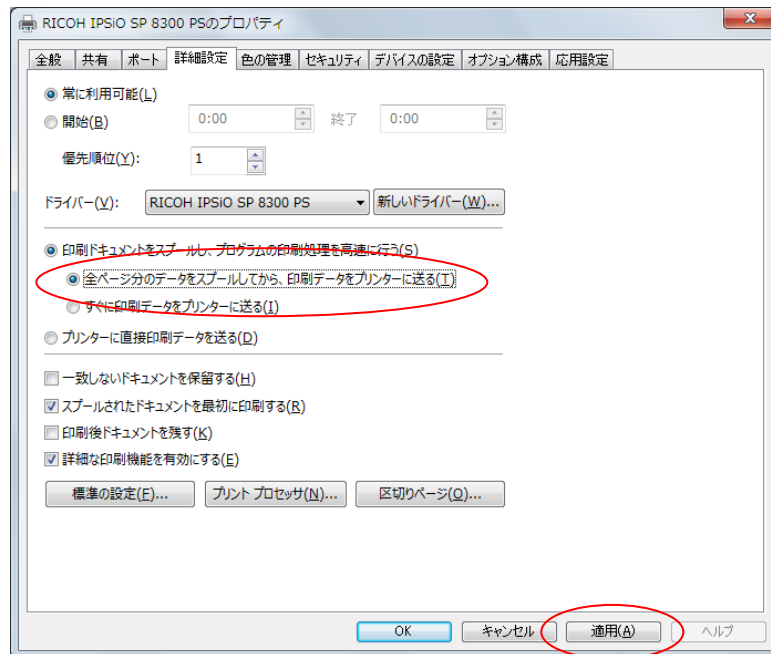 RICOH IPSiO SP 8300 PSのプロパティ
全般 共有 ポート 詳細設定 色の管理 セキュリティ デバイスの設定 オプション構成 応用設定
常に利用可能(L)
開始(B) 0:00 終了 0:00
優先順位(Y): 1
ドライバー(V): RICOH IPSiO SP 8300 PS 新しいドライバー(W)...
印刷ドキュメントをスプールし、プログラムの印刷処理を高速に行う(S)
全ページ分のデータをスプールしてから、印刷データをプリンターに送る(T)
すぐに印刷データをプリンターに送る(I)
プリンターに直接印刷データを送る(D)
一致しないドキュメントを保留する(H)
スプールされたドキュメントを最初に印刷する(R)
印刷後ドキュメントを残す(K)
詳細な印刷機能を有効にする(E)
標準の設定(F)... プリント プロセッサ(N)... 区切りページ(O)...
OK キャンセル 適用(A) ヘルプ